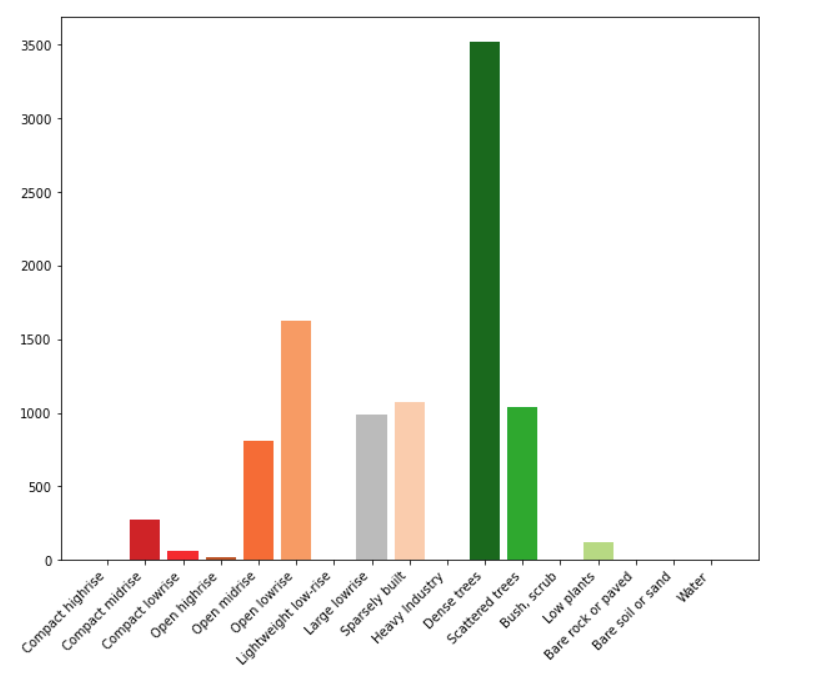 3500
3000
2500
2000
1500
1000
500
0
Compact highrise
Compact midrise
Compact lowrise
Open highrise
Open midrise
Open lowrise
Lightweight low-rise
Large lowrise
Sparsely built
Heavy Industry
Dense trees
Scattered trees
Bush, scrub
Low plants
Bare rock or paved
Bare soil or sand
Water